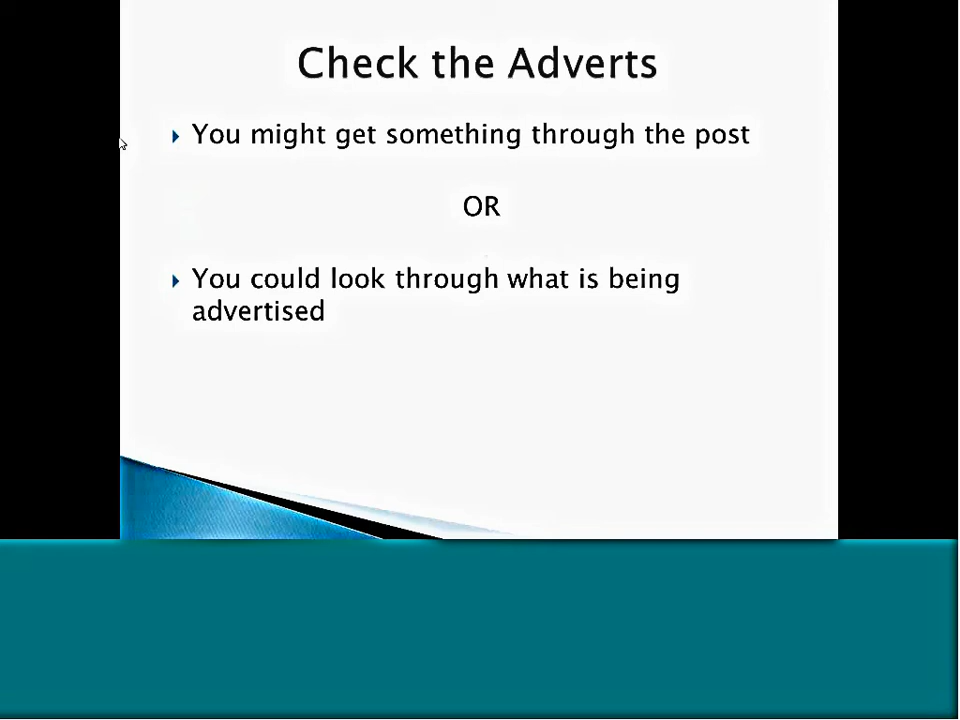 Check the Adverts
You might get something through the post
OR
You could look through what is being
advertised